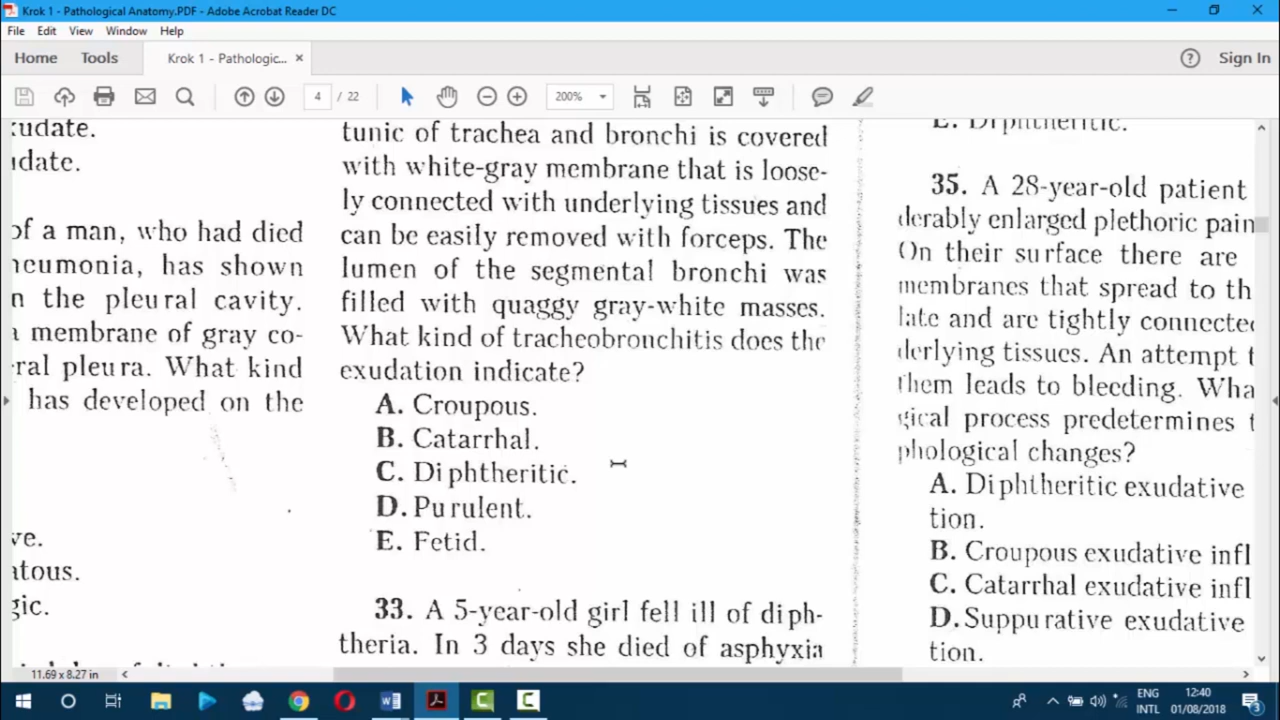 Krok 1 - Pathological Anatomy.PDF - Adobe Acrobat Reader DC
File Edit View Window Help
Home Tools Krok 1 - Pathologic... × Sign In
4 / 22 200%
xudate.
udate.
of a man, who had died
neumonia, has shown
n the pleural cavity.
a membrane of gray co-
ral pleura. What kind
has developed on the
ve.
atous.
gic.
tunic of trachea and bronchi is covered
with white-gray membrane that is loose-
ly connected with underlying tissues and
can be easily removed with forceps. The
lumen of the segmental bronchi was
filled with quaggy gray-white masses.
What kind of tracheobronchitis does the
exudation indicate?
A. Croupous.
B. Catarrhal.
C. Diphtheritic.
D. Purulent.
E. Fetid.
33. A 5-year-old girl fell ill of diph-
theria. In 3 days she died of asphyxia
E. Diphtheritic.
35. A 28-year-old patient
derably enlarged plethoric pain
On their surface there are
membranes that spread to th
late and are tightly connecte
derlying tissues. An attempt t
them leads to bleeding. Wha
gical process predetermines t
phological changes?
A. Diphtheritic exudative
tion.
B. Croupous exudative infl
C. Catarrhal exudative infl
D. Suppurative exudative
tion.
11.69 x 8.27 in
ENG 12:40
INTL 01/08/2018 3